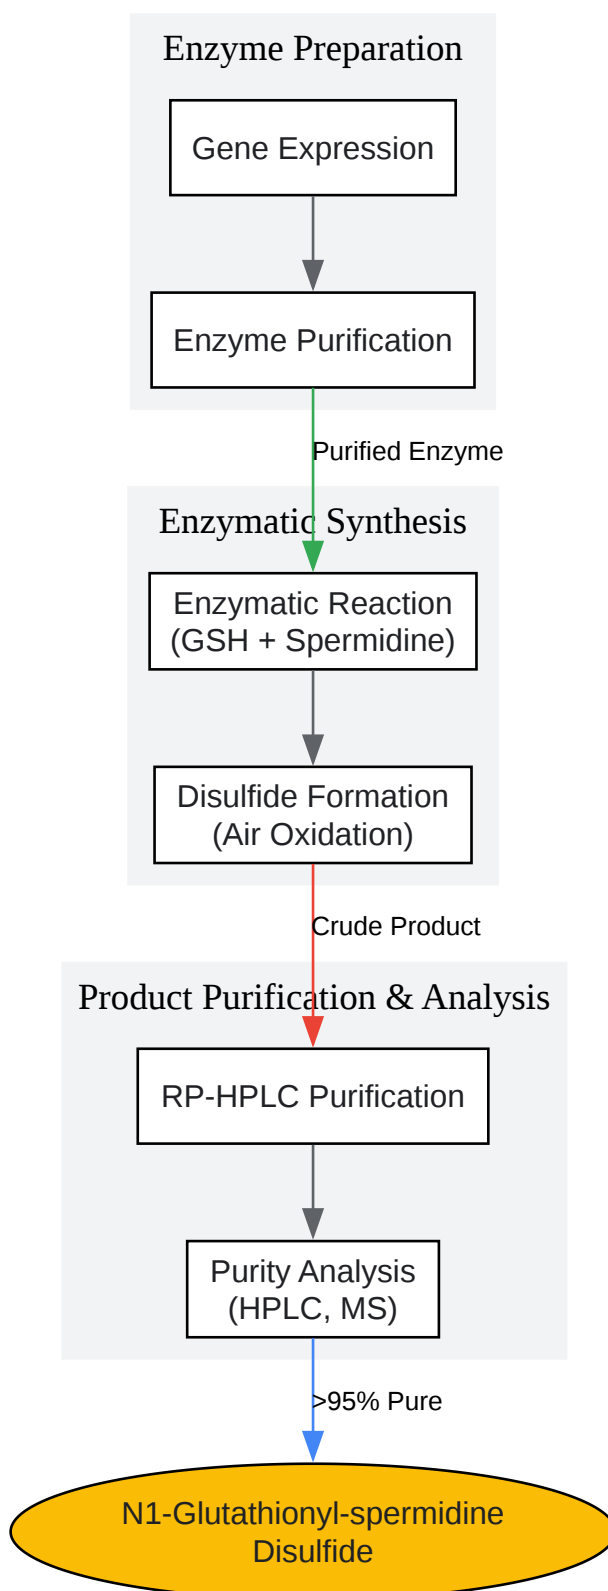 Enzyme Preparation
Gene Expression
Enzyme Purification
Purified Enzyme
Enzymatic Synthesis
Enzymatic Reaction
(GSH + Spermidine)
Disulfide Formation
(Air Oxidation)
Crude Product
Product Purification & Analysis
RP-HPLC Purification
Purity Analysis
(HPLC, MS)
>95% Pure
N1-Glutathionyl-spermidine
Disulfide